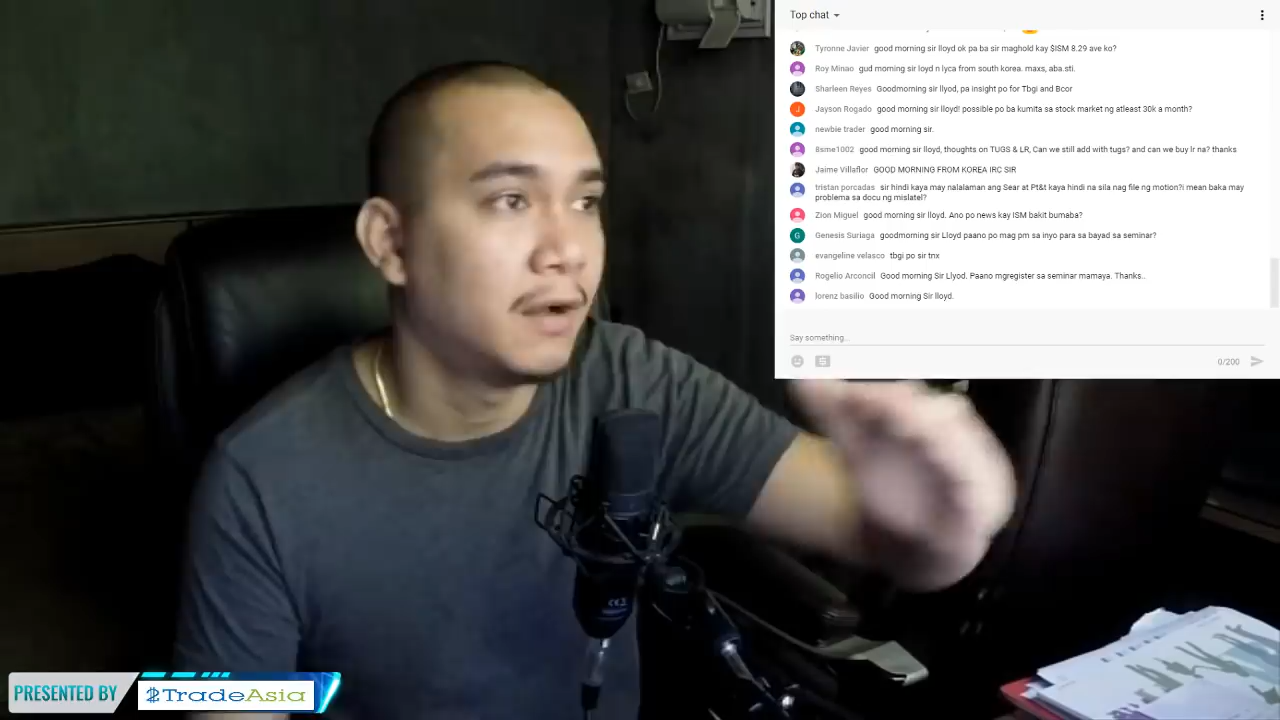 Top chat
Tyronne Javier good morning sir lloyd ok pa ba sir maghold kay $ISM 8.29 ave ko?
Roy Minao gud morning sir loyd n lyca from south korea. maxs, aba.sti.
Sharleen Reyes Goodmorning sir llyod, pa insight po for Tbgi and Bcor
J Jayson Rogado good morning sir lloyd! possible po ba kumita sa stock market ng atleast 30k a month?
newbie trader good morning sir.
8sme1002 good morning sir lloyd, thoughts on TUGS & LR, Can we still add with tugs? and can we buy lr na? thanks
Jaime Villaflor GOOD MORNING FROM KOREA IRC SIR
tristan porcadas sir hindi kaya may nalalaman ang Sear at Pt&t kaya hindi na sila nag file ng motion?i mean baka may
problema sa docu ng mislatel?
Zion Miguel good morning sir lloyd. Ano po news kay ISM bakit bumaba?
G Genesis Suriaga goodmorning sir Lloyd paano po mag pm sa inyo para sa bayad sa seminar?
evangeline velasco tbgi po sir tnx
Rogelio Arconcil Good morning Sir Llyod. Paano mgregister sa seminar mamaya. Thanks..
lorenz basilio Good morning Sir lloyd.
Say something...
0/200
PRESENTED BY $TradeAsia